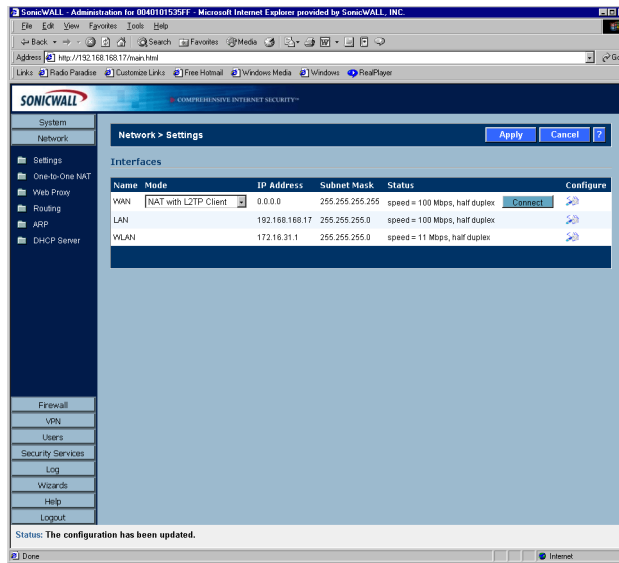 SonicWALL - Administration for 0040101535FF - Microsoft Internet Explorer provided by SonicWALL, INC.
File Edit View Favorites Tools Help
Back Search Favorites Media
Address http://192.168.168.17/main.html Go
Links Radio Paradise Customize Links Free Hotmail Windows Media Windows RealPlayer
SONICWALL COMPREHENSIVE INTERNET SECURITY™
System
Network
Settings
One-to-One NAT
Web Proxy
Routing
ARP
DHCP Server
Firewall
VPN
Users
Security Services
Log
Wizards
Help
Logout
Network > Settings Apply Cancel ?
Interfaces
Name Mode IP Address Subnet Mask Status Configure
WAN NAT with L2TP Client 0.0.0.0 255.255.255.255 speed = 100 Mbps, half duplex Connect
LAN 192.168.168.17 255.255.255.0 speed = 100 Mbps, half duplex
WLAN 172.16.31.1 255.255.255.0 speed = 11 Mbps, half duplex
Status: The configuration has been updated.
Done Internet